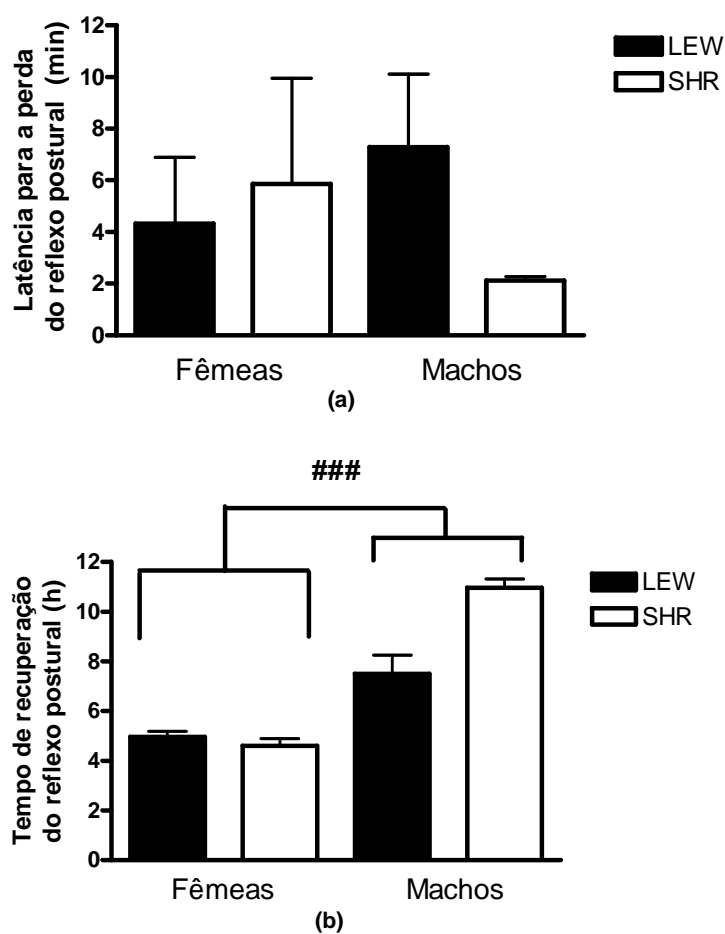 Latência para a perda
do reflexo postural (min)
12
10
8
6
4
2
0
LEW
SHR
Fêmeas Machos
(a)
###
Tempo de recuperação
do reflexo postural (h)
12
10
8
6
4
2
0
LEW
SHR
Fêmeas Machos
(b)